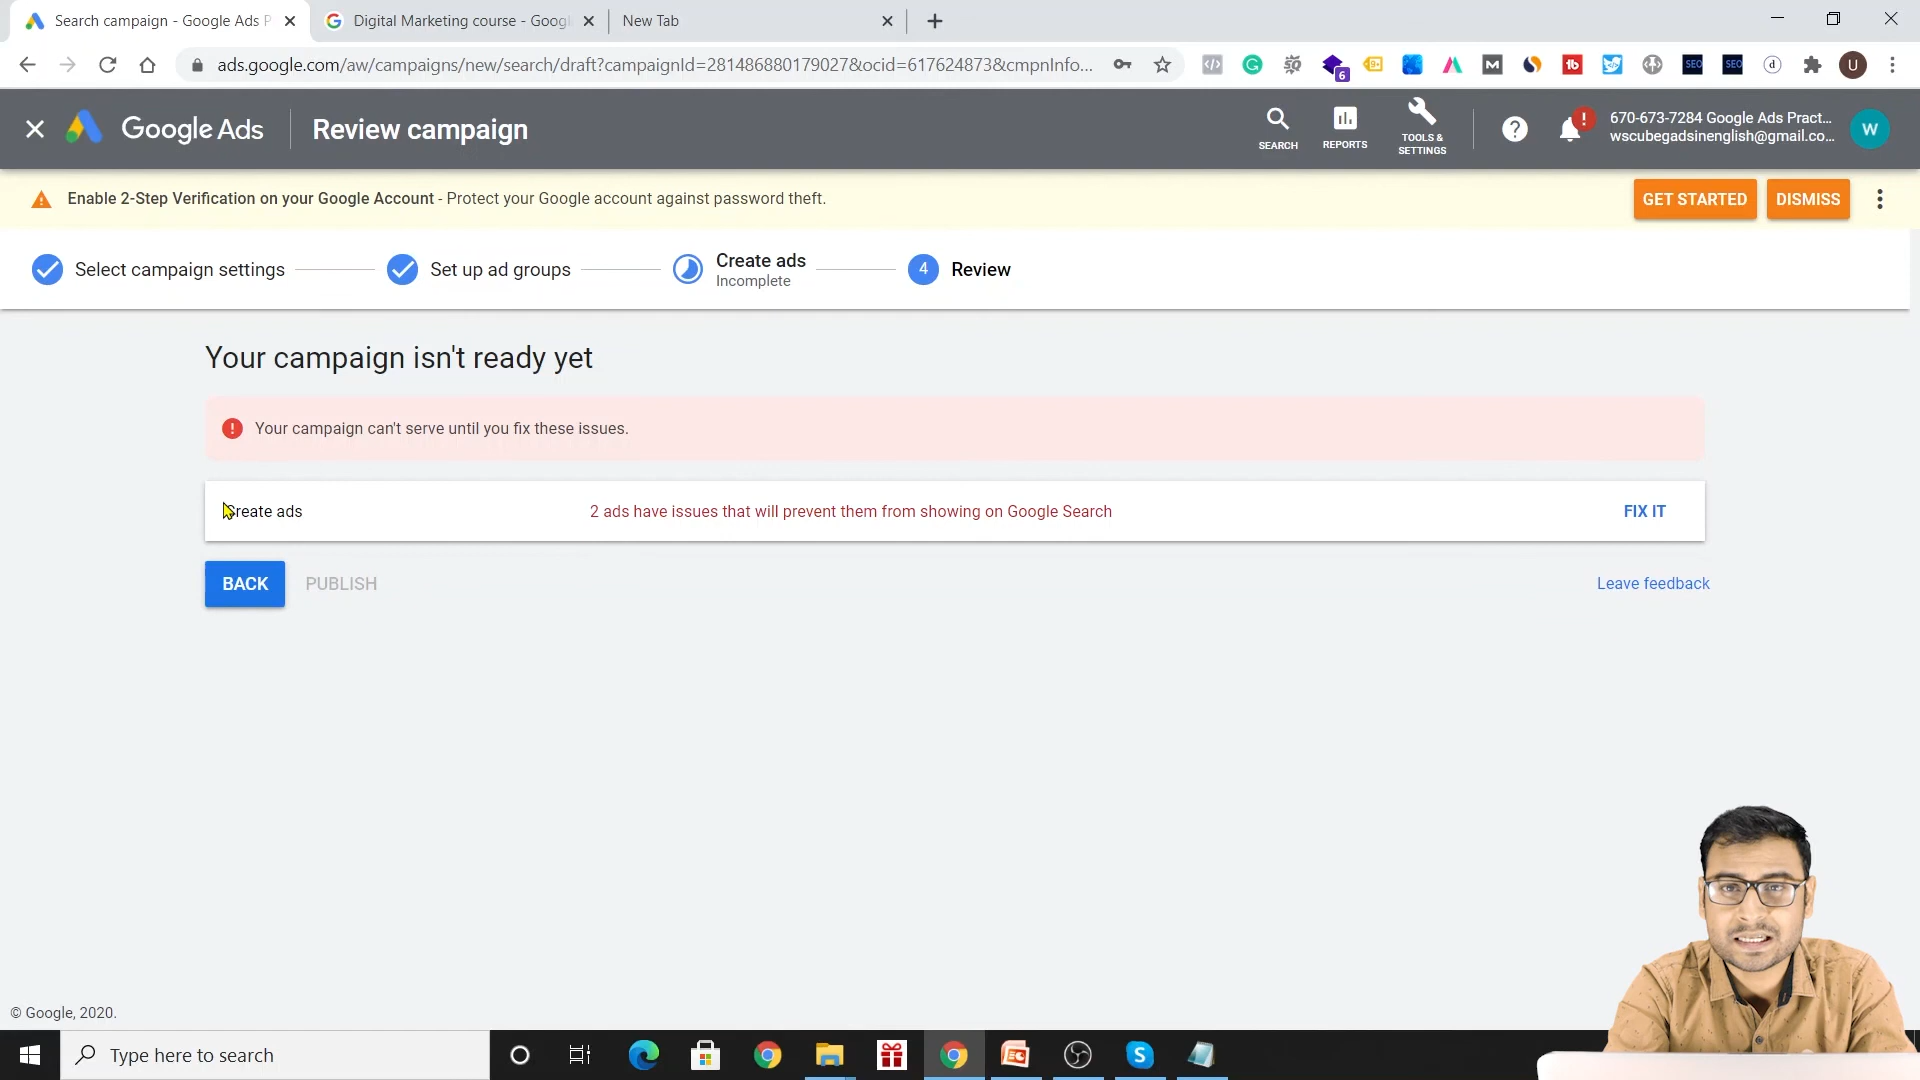 Search campaign - Google Ads P
Digital Marketing course - Googl
New Tab
ads.google.com/aw/campaigns/new/search/draft?campaignId=281486880179027&ocid=617624873&cmpnInfo...
6
Google Ads
Review campaign
SEARCH
REPORTS
TOOLS & SETTINGS
670-673-7284 Google Ads Pract...
wscubegadsinenglish@gmail.co...
W
U
Enable 2-Step Verification on your Google Account - Protect your Google account against password theft.
GET STARTED
DISMISS
Select campaign settings
Set up ad groups
Create ads
Incomplete
4
Review
Your campaign isn't ready yet
Your campaign can't serve until you fix these issues.
Create ads
2 ads have issues that will prevent them from showing on Google Search
FIX IT
BACK
PUBLISH
Leave feedback
© Google, 2020.
Type here to search